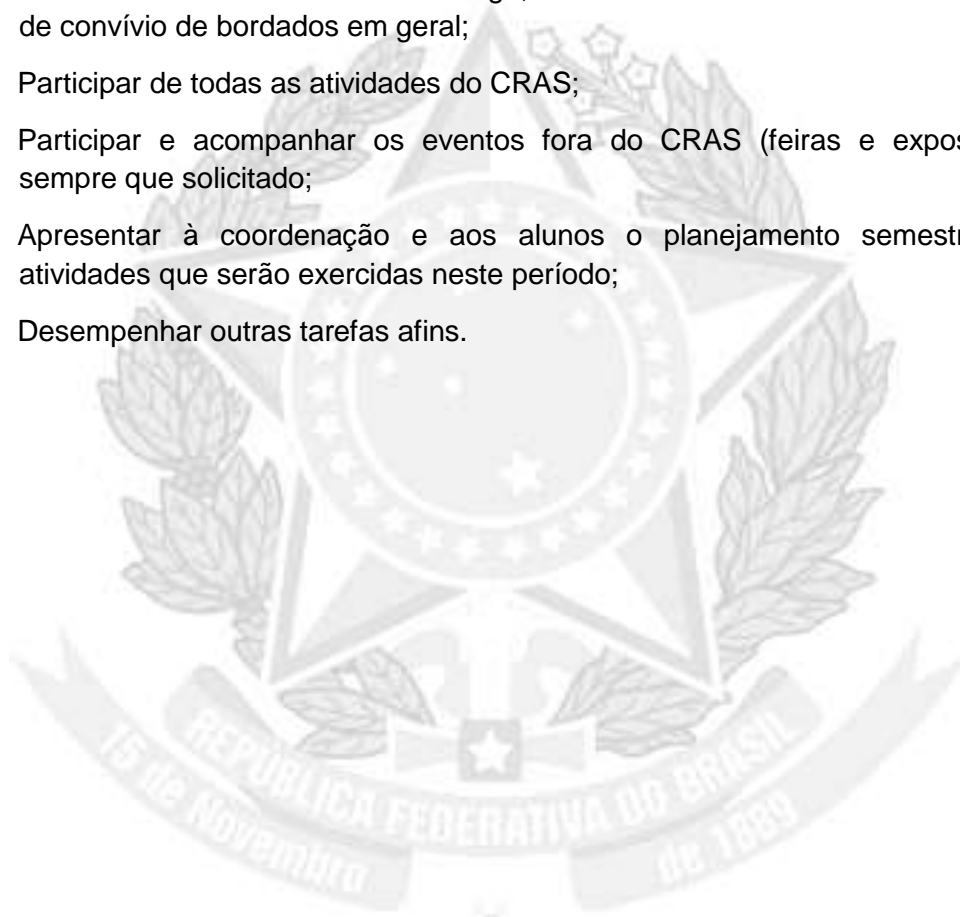 de convívio de bordados em geral;
Participar de todas as atividades do CRAS;
Participar e acompanhar os eventos fora do CRAS (feiras e expos
sempre que solicitado;
Apresentar à coordenação e aos alunos o planejamento semestr
atividades que serão exercidas neste período;
Desempenhar outras tarefas afins.
REPÚBLICA FEDERATIVA DO BRASIL
15 de Novembro de 1889